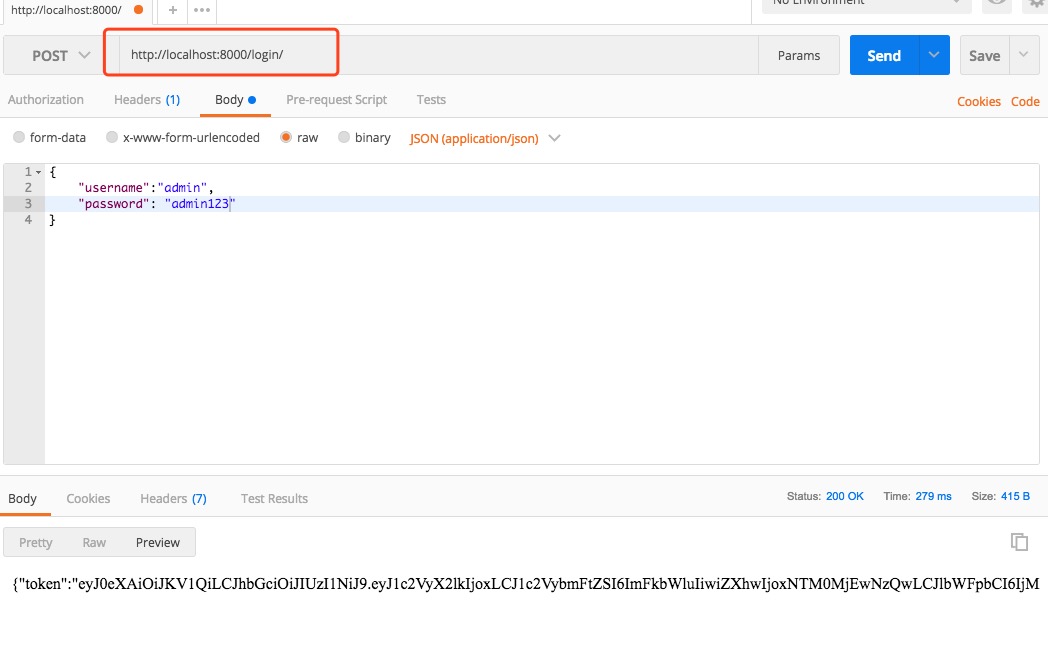 http://localhost:8000/
No Environment
POST http://localhost:8000/login/ Params Send Save
Authorization Headers (1) Body Pre-request Script Tests Cookies Code
form-data x-www-form-urlencoded raw binary JSON (application/json)
1 {
2 "username":"admin",
3 "password": "admin123"
4 }
Body Cookies Headers (7) Test Results Status: 200 OK Time: 279 ms Size: 415 B
Pretty Raw Preview
{"token":"eyJ0eXAiOiJKV1QiLCJhbGciOiJIUzI1NiJ9.eyJ1c2VyX2lkIjoxLCJ1c2VybmFtZSI6ImFkbWluIiwiZXhwIjoxNTM0MjEwNzQwLCJlbWFpbCI6IjM